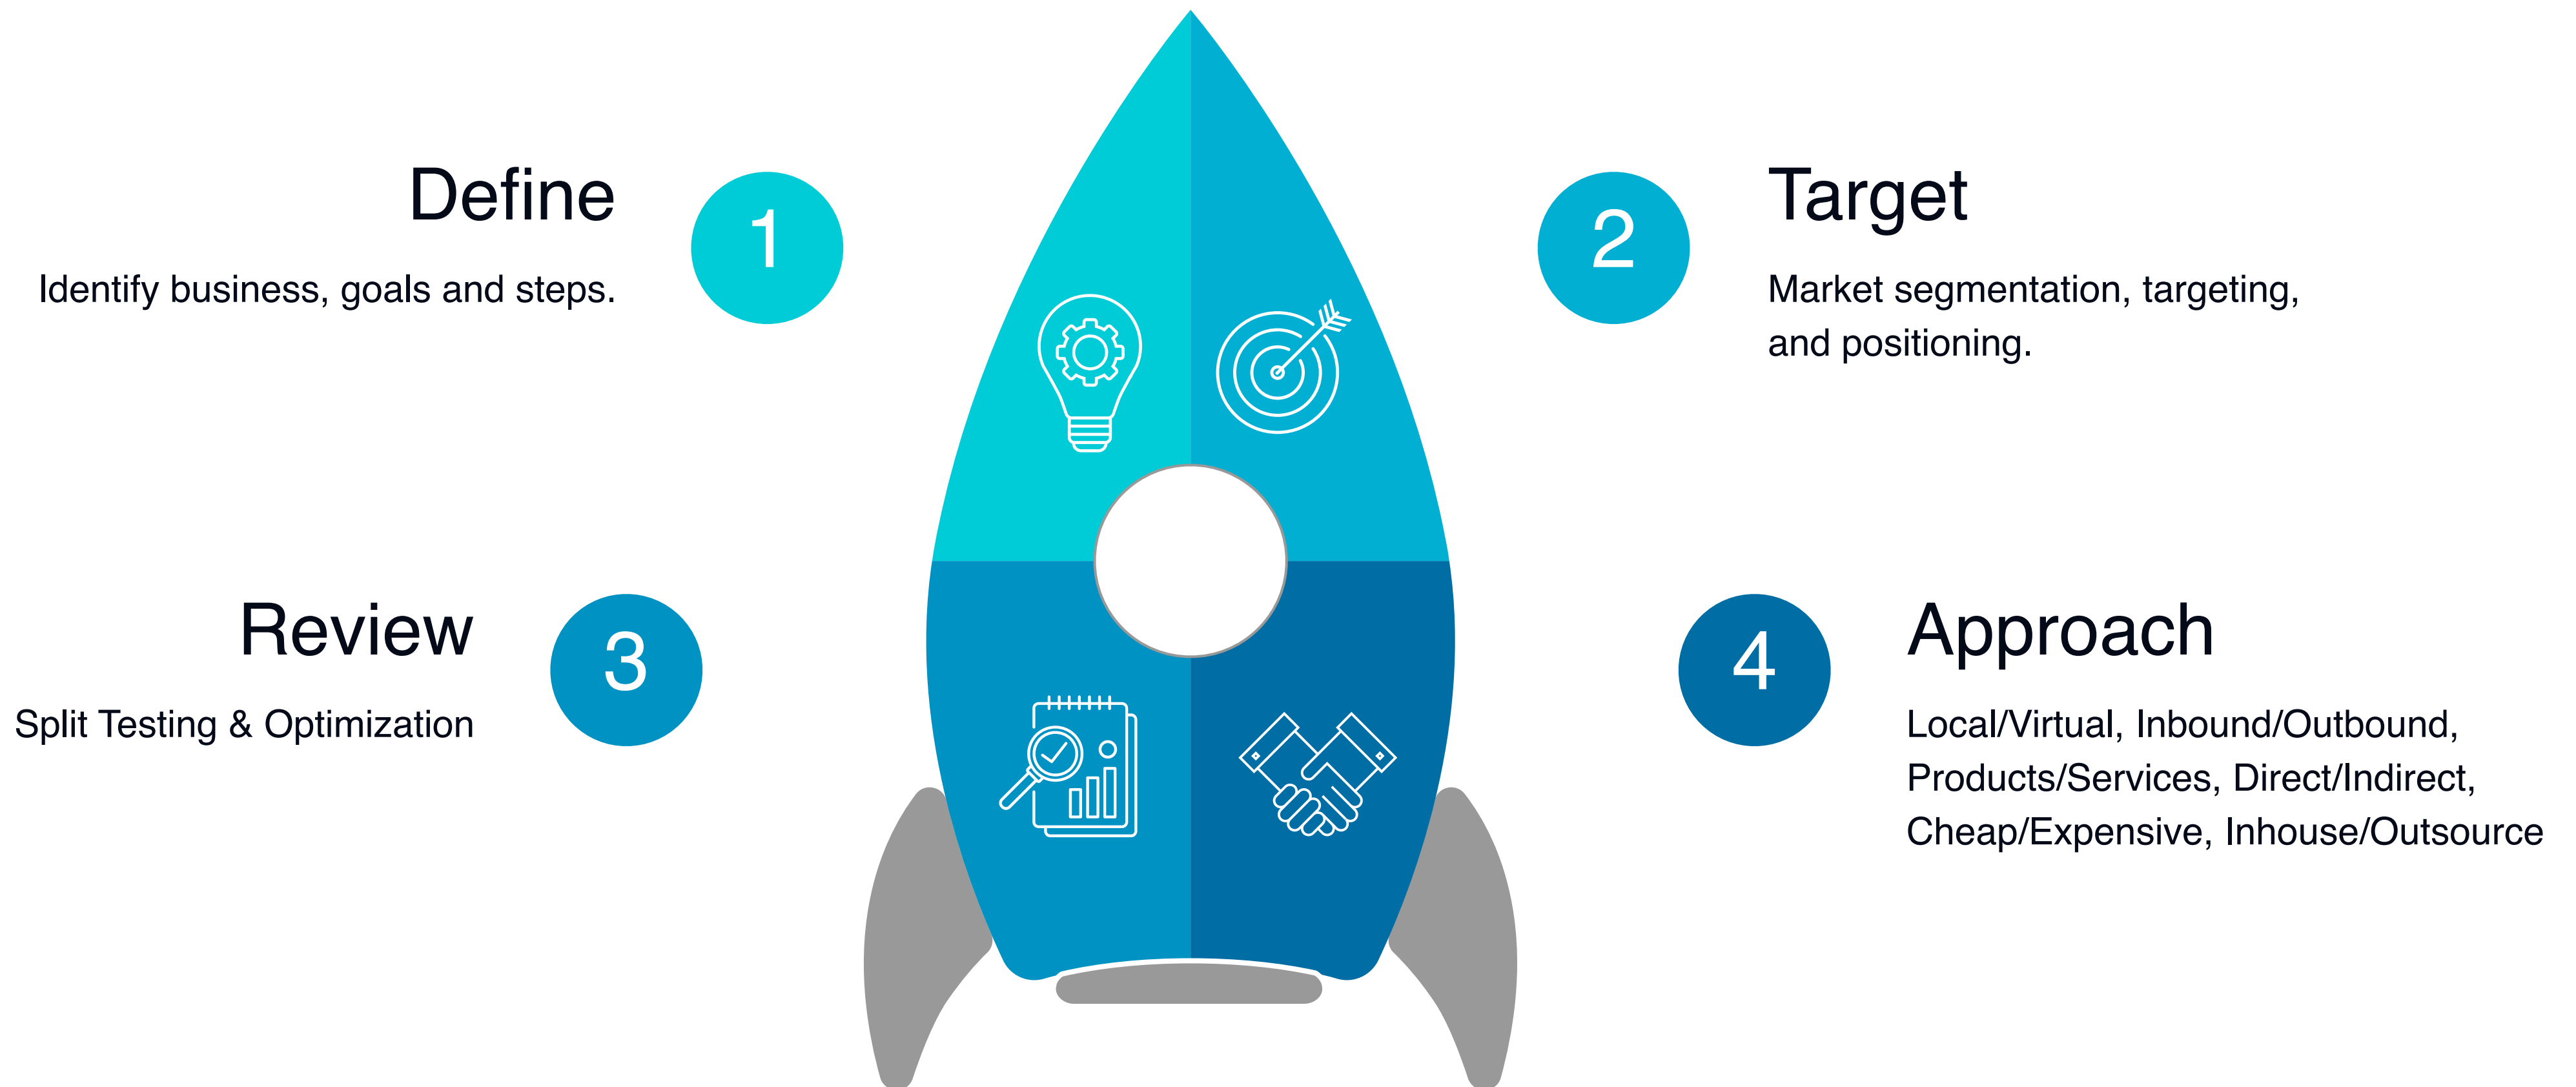 Define
1
Identify business, goals and steps.
2
Target
Market segmentation, targeting,
and positioning.
Review
3
Split Testing & Optimization
4
Approach
Local/Virtual, Inbound/Outbound,
Products/Services, Direct/Indirect,
Cheap/Expensive, Inhouse/Outsource